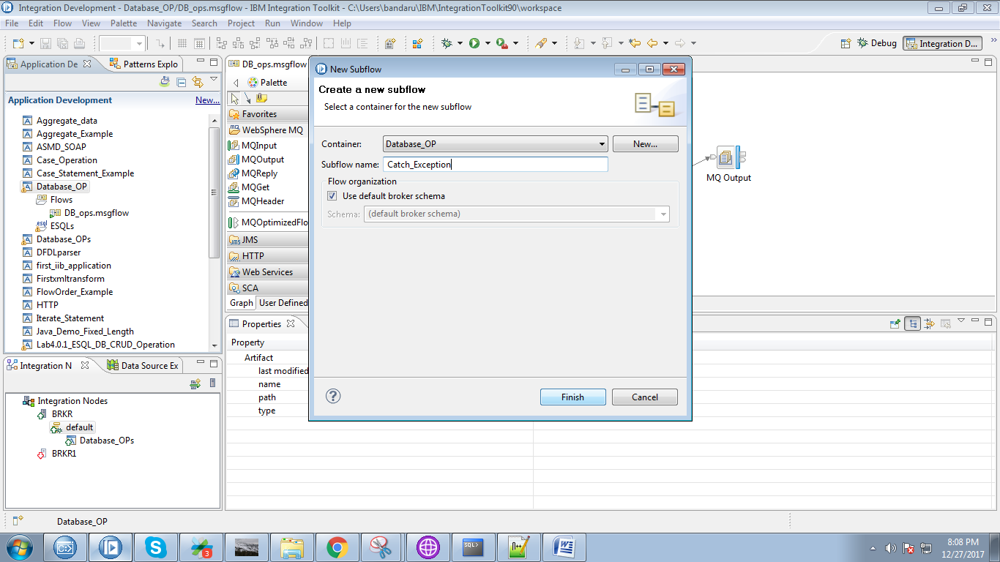 Integration Development - Database_OP/DB_ops.msgflow - IBM Integration Toolkit - C:\Users\bandaru\IBM\IntegrationToolkit90\workspace
File Edit Flow View Palette Navigate Search Project Run Window Help
Debug Integration D...
Application De Patterns Explo
Application Development New...
Aggregate_data
Aggregate_Example
ASMD_SOAP
Case_Operation
Case_Statement_Example
Database_OP
Flows
DB_ops.msgflow
ESQLs
Database_OPs
DFDLparser
first_iib_application
Firstxmltransform
FlowOrder_Example
HTTP
Iterate_Statement
Java_Demo_Fixed_Length
Lab4.0.1_ESQL_DB_CRUD_Operation
Integration N Data Source Ex
Integration Nodes
BRKR
default
Database_OPs
BRKR1
DB_ops.msgflow
Palette
Favorites
WebSphere MQ
MQInput
MQOutput
MQReply
MQGet
MQHeader
MQOptimizedFlo
JMS
HTTP
Web Services
SCA
Graph User Defined
MQ Output
New Subflow
Create a new subflow
Select a container for the new subflow
Container: Database_OP New...
Subflow name: Catch_Exception
Flow organization
Use default broker schema
Schema: (default broker schema)
Finish Cancel
Properties
Property
Artifact
last modified
name
path
type
Database_OP
C:\
S
3
SQL>
n++
W
8:08 PM
12/27/2017